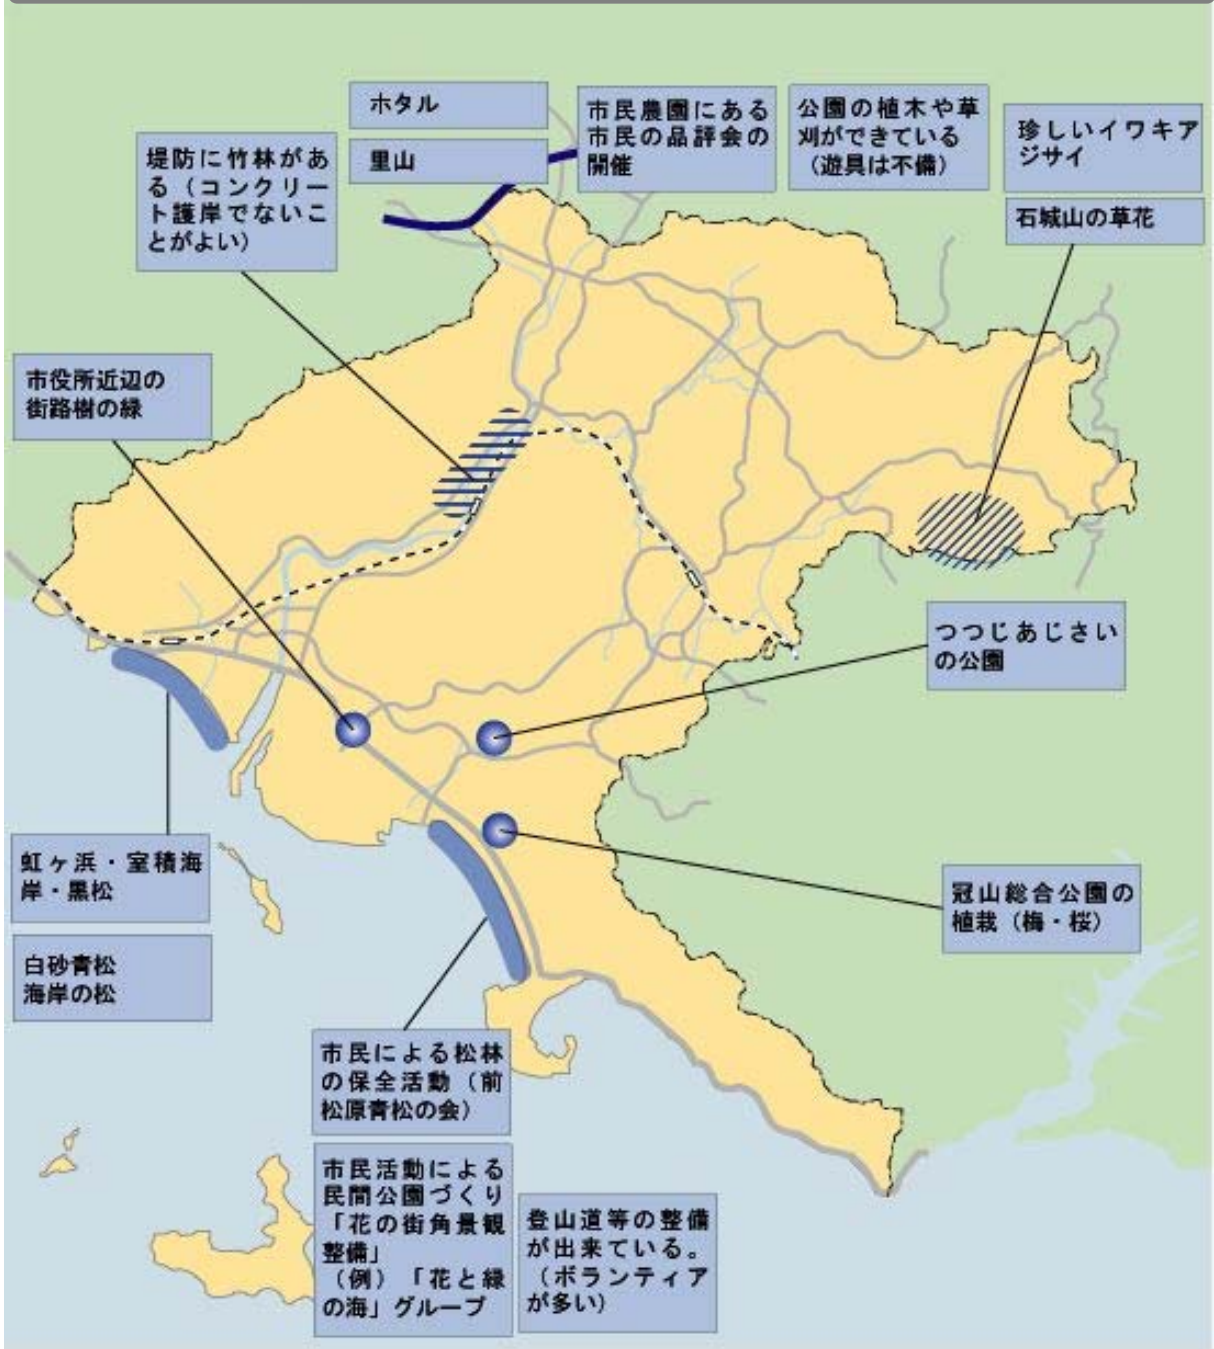 ホタル
里山
市民農園にある
市民の品評会の
開催
公園の植木や草
刈ができている
（遊具は不備）
珍しいイワキア
ジサイ
石城山の草花
堤防に竹林があ
る（コンクリー
ト護岸でないこ
とがよい）
市役所近辺の
街路樹の緑
つつじあじさい
の公園
虹ヶ浜・室積海
岸・黒松
白砂青松
海岸の松
冠山総合公園の
植栽（梅・桜）
市民による松林
の保全活動（前
松原青松の会）
市民活動による
民間公園づくり
「花の街角景観
整備」
（例）「花と緑
の海」グループ
登山道等の整備
が出来ている。
（ボランティア
が多い）